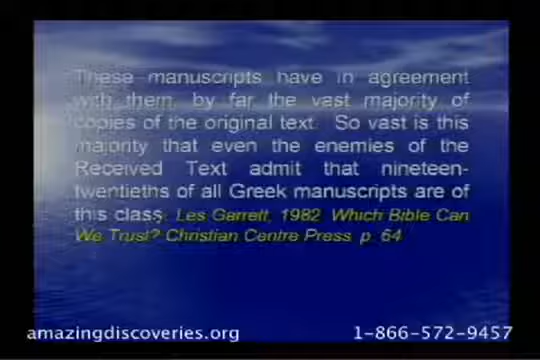 These manuscripts have in agreement
with them, by far the vast majority of
copies of the original text. So vast is this
majority that even the enemies of the
Received Text admit that nineteen-
twentieths of all Greek manuscripts are of
this class. Les Garrett, 1982 Which Bible Can
We Trust? Christian Centre Press p. 64
amazingdiscoveries.org 1-866-572-9457